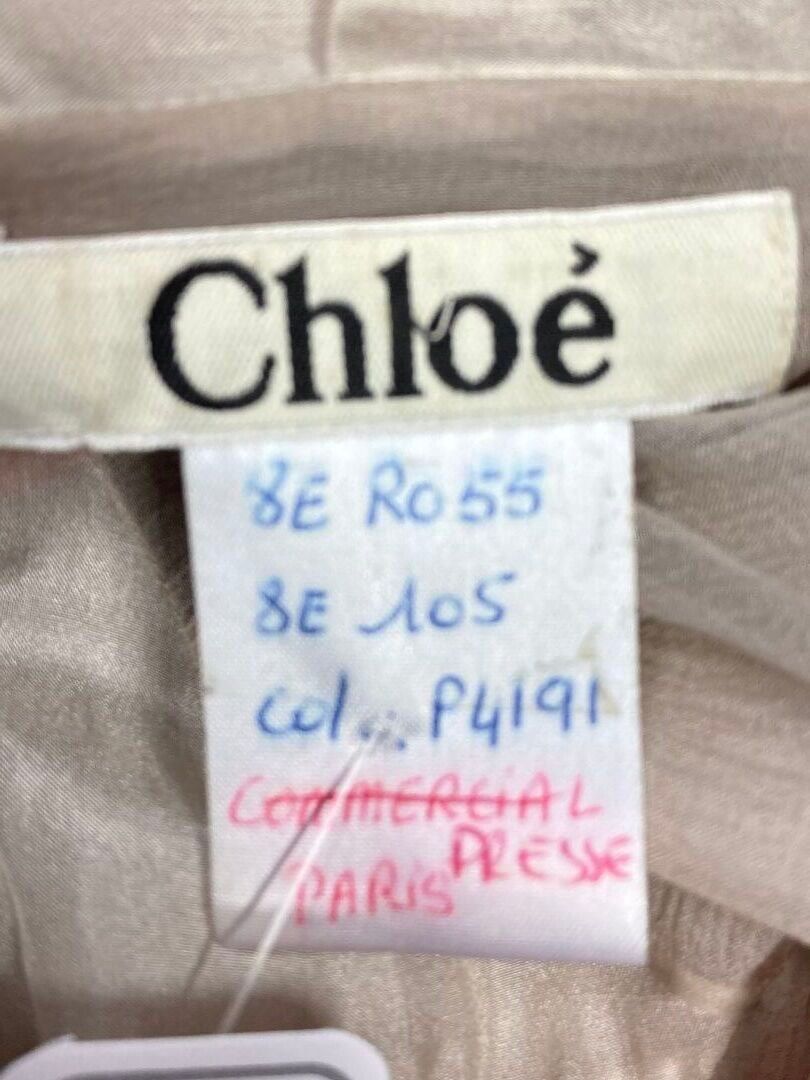 Chloé
8E R055
8E 105
col.. P4191
COMMERCIAL
PRESSE
PARIS